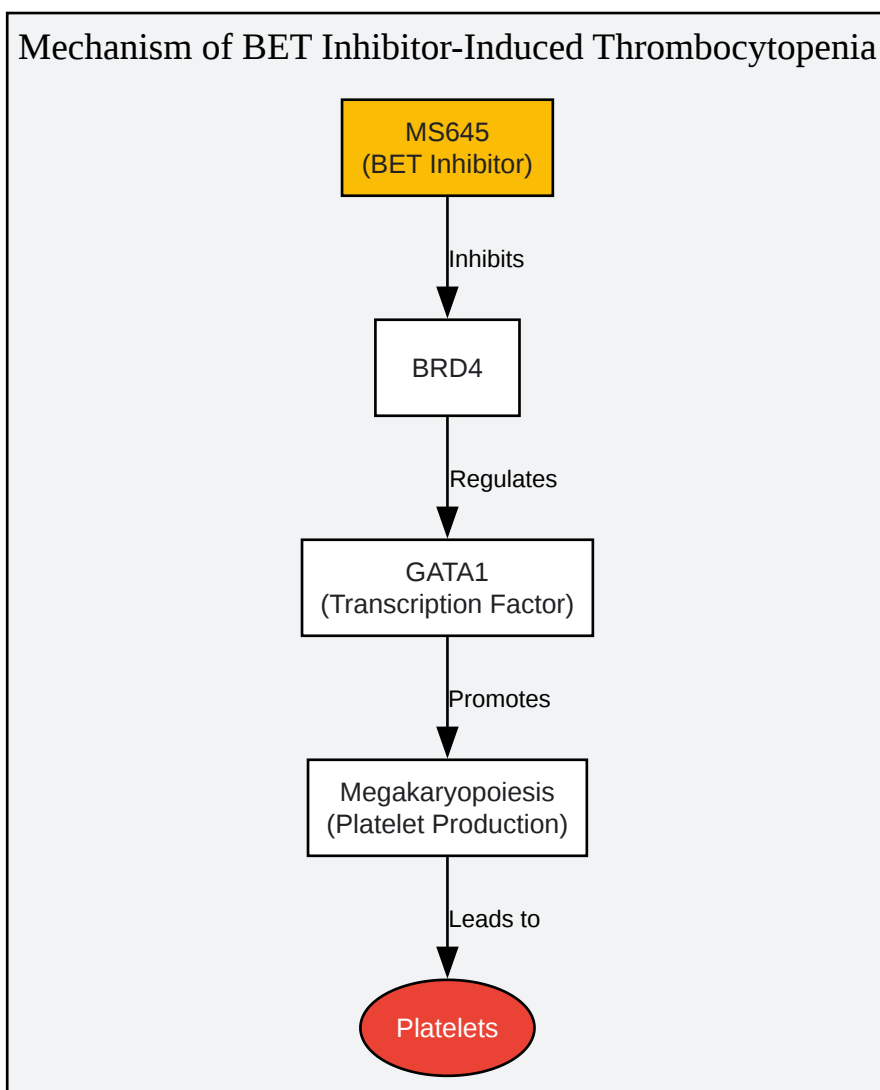 Mechanism of BET Inhibitor-Induced Thrombocytopenia
MS645
(BET Inhibitor)
Inhibits
BRD4
Regulates
GATA1
(Transcription Factor)
Promotes
Megakaryopoiesis
(Platelet Production)
Leads to
Platelets